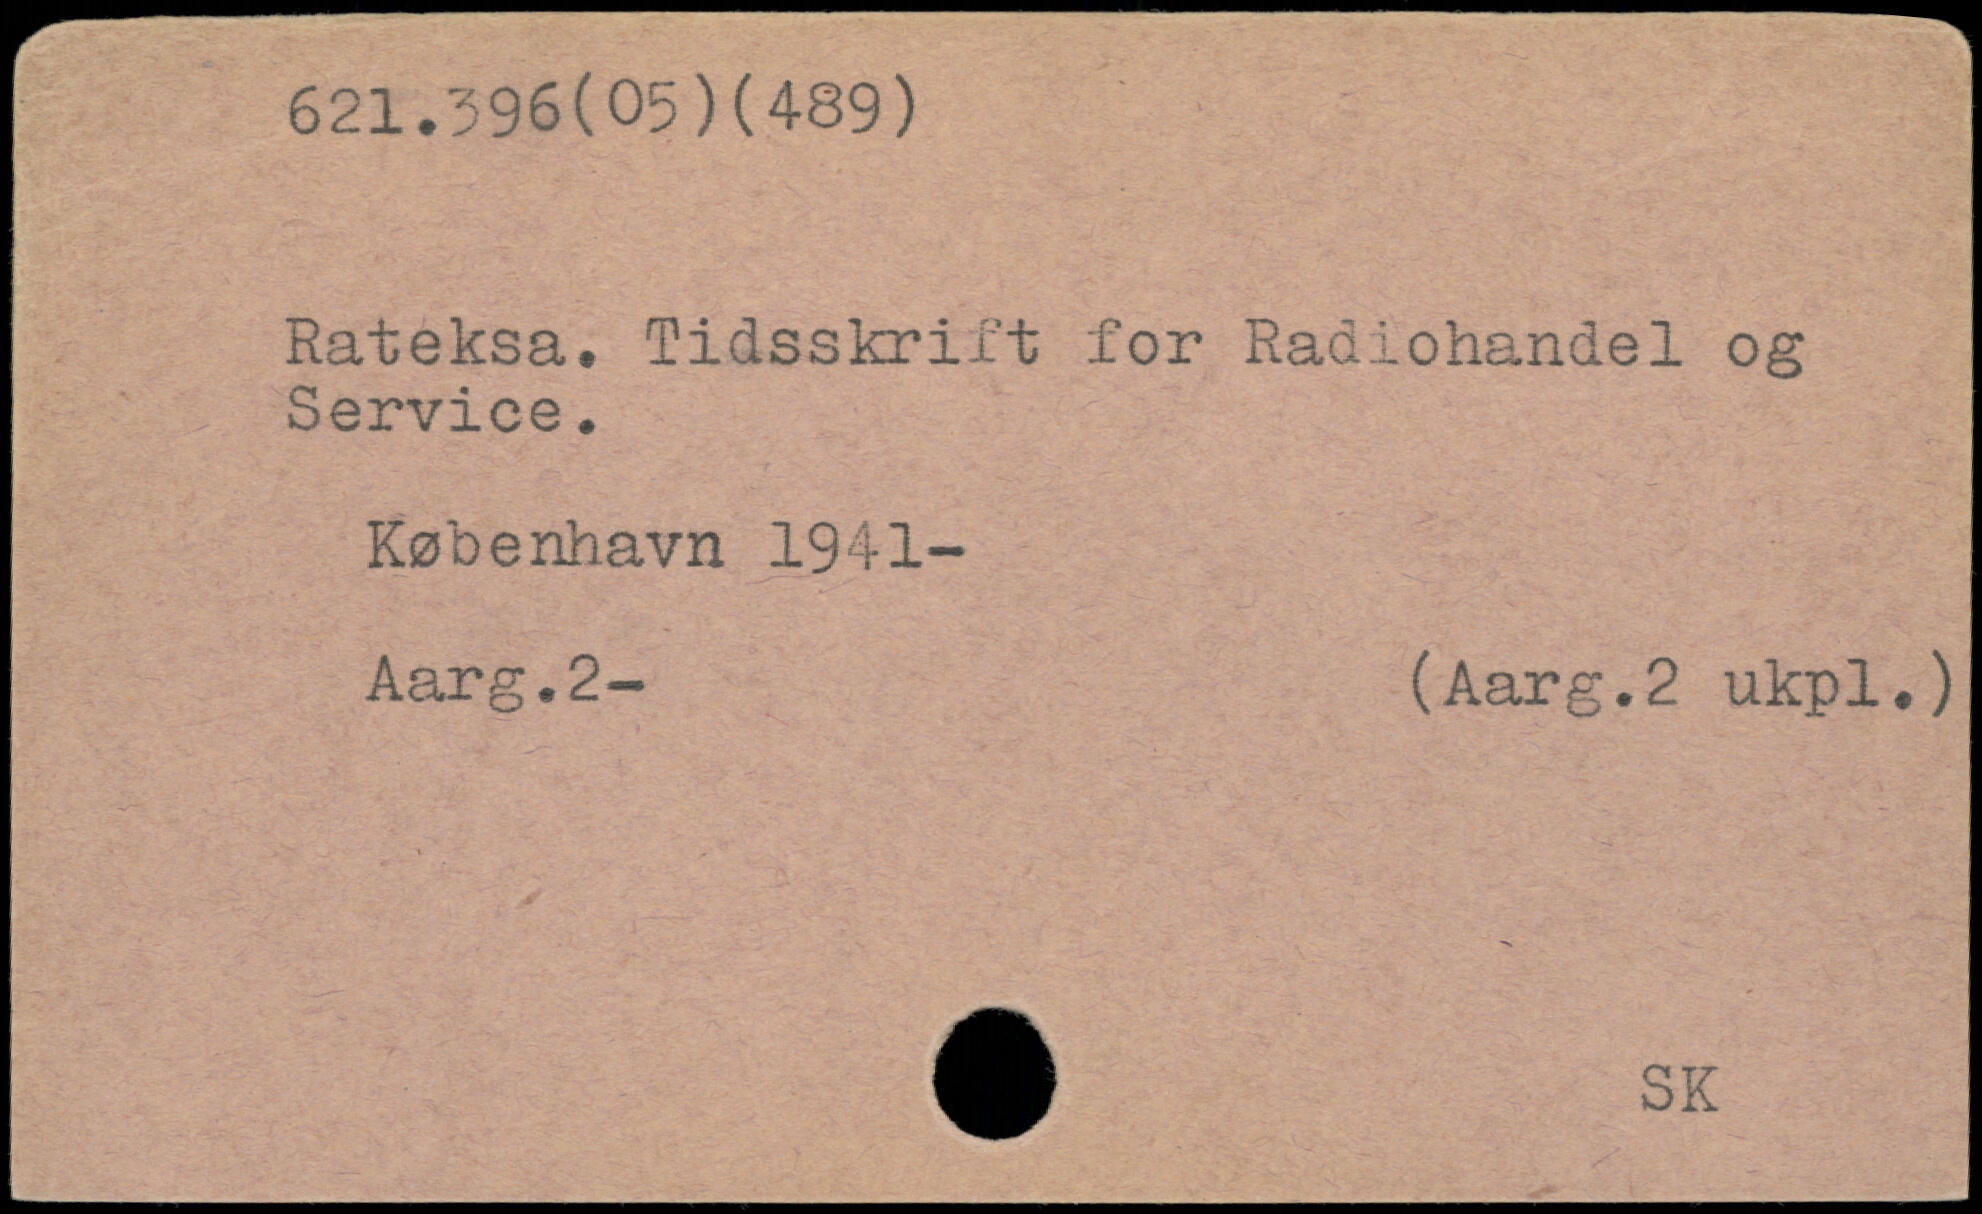 621.396(05)(489)
Rateksa. Tidsskrift for Radiohandel og
Service.
København 1941-
Aarg.2- (Aarg.2 ukpl.)
SK